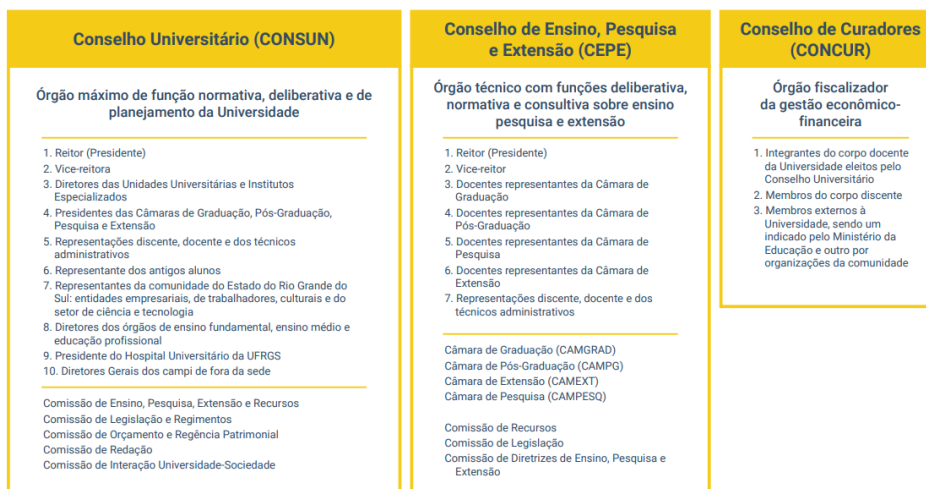 Conselho Universitário (CONSUN)
Órgão máximo de função normativa, deliberativa e de
planejamento da Universidade
1. Reitor (Presidente)
2. Vice-reitora
3. Diretores das Unidades Universitárias e Institutos
Especializados
4. Presidentes das Câmaras de Graduação, Pós-Graduação,
Pesquisa e Extensão
5. Representações discente, docente e dos técnicos
administrativos
6. Representante dos antigos alunos
7. Representantes da comunidade do Estado do Rio Grande do
Sul: entidades empresariais, de trabalhadores, culturais e do
setor de ciência e tecnologia
8. Diretores dos órgãos de ensino fundamental, ensino médio e
educação profissional
9. Presidente do Hospital Universitário da UFRGS
10. Diretores Gerais dos campi de fora da sede
Comissão de Ensino, Pesquisa, Extensão e Recursos
Comissão de Legislação e Regimentos
Comissão de Orçamento e Regência Patrimonial
Comissão de Redação
Comissão de Interação Universidade-Sociedade
Conselho de Ensino, Pesquisa
e Extensão (CEPE)
Órgão técnico com funções deliberativa,
normativa e consultiva sobre ensino
pesquisa e extensão
1. Reitor (Presidente)
2. Vice-reitor
3. Docentes representantes da Câmara de
Graduação
4. Docentes representantes da Câmara de
Pós-Graduação
5. Docentes representantes da Câmara de
Pesquisa
6. Docentes representantes da Câmara de
Extensão
7. Representações discente, docente e dos
técnicos administrativos
Câmara de Graduação (CAMGRAD)
Câmara de Pós-Graduação (CAMPG)
Câmara de Extensão (CAMEXT)
Câmara de Pesquisa (CAMPESQ)
Comissão de Recursos
Comissão de Legislação
Comissão de Diretrizes de Ensino, Pesquisa e
Extensão
Conselho de Curadores
(CONCUR)
Órgão fiscalizador
da gestão econômico-
financeira
1. Integrantes do corpo docente
da Universidade eleitos pelo
Conselho Universitário
2. Membros do corpo discente
3. Membros externos à
Universidade, sendo um
indicado pelo Ministério da
Educação e outro por
organizações da comunidade